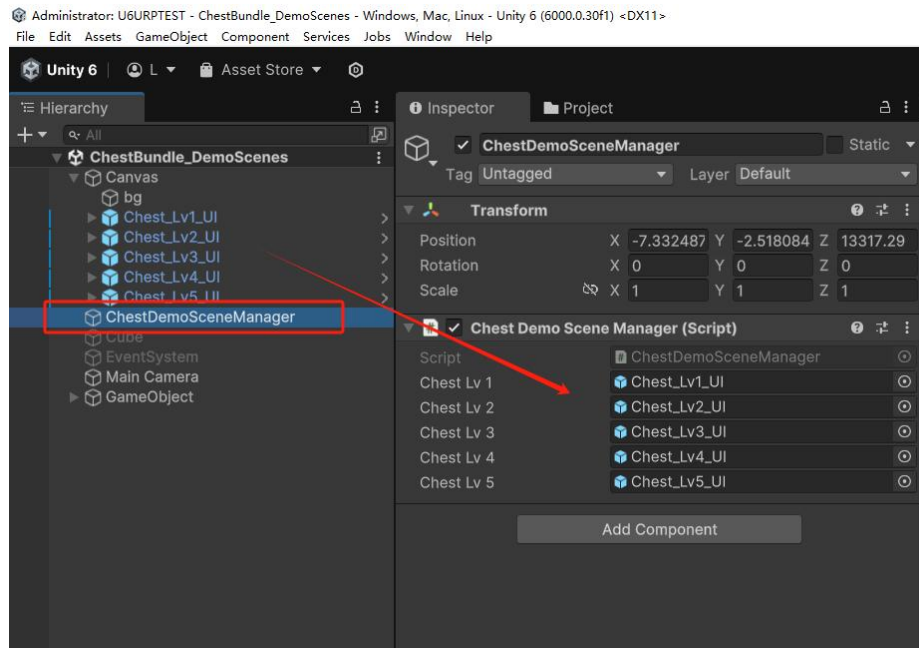 Administrator: U6URPTEST - ChestBundle_DemoScenes - Windows, Mac, Linux - Unity 6 (6000.0.30f1) <DX11>
File Edit Assets GameObject Component Services Jobs Window Help
Unity 6 L Asset Store
Hierarchy
All
ChestBundle_DemoScenes
Canvas
bg
Chest_Lv1_UI
Chest_Lv2_UI
Chest_Lv3_UI
Chest_Lv4_UI
Chest_Lv5_UI
ChestDemoSceneManager
Cube
EventSystem
Main Camera
GameObject
Inspector Project
ChestDemoSceneManager Static
Tag Untagged Layer Default
Transform
Position X -7.332487 Y -2.518084 Z 13317.29
Rotation X 0 Y 0 Z 0
Scale X 1 Y 1 Z 1
Chest Demo Scene Manager (Script)
Script ChestDemoSceneManager
Chest Lv 1 Chest_Lv1_UI
Chest Lv 2 Chest_Lv2_UI
Chest Lv 3 Chest_Lv3_UI
Chest Lv 4 Chest_Lv4_UI
Chest Lv 5 Chest_Lv5_UI
Add Component